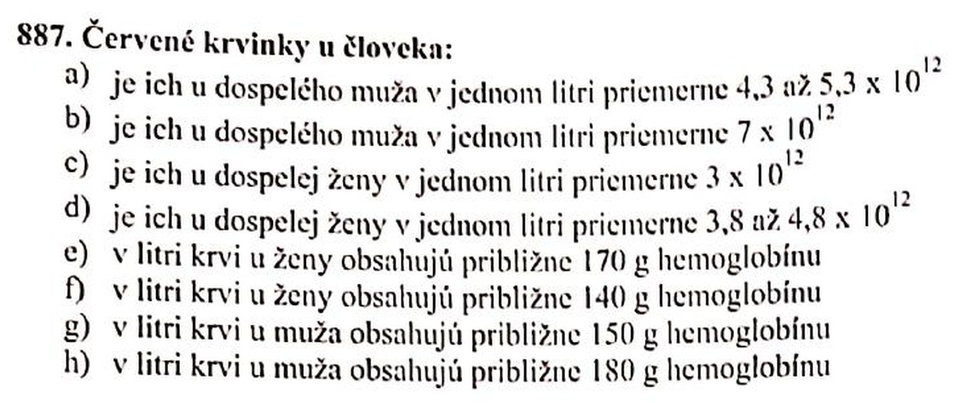 887. Červené krvinky u človeka:
a) je ich u dospelého muža v jednom litri priemerne 4,3 až 5,3 x 10¹²
b) je ich u dospelého muža v jednom litri priemerne 7 x 10¹²
c) je ich u dospelej ženy v jednom litri priemerne 3 x 10¹²
d) je ich u dospelej ženy v jednom litri priemerne 3,8 až 4,8 x 10¹²
e) v litri krvi u ženy obsahujú približne 170 g hemoglobínu
f) v litri krvi u ženy obsahujú približne 140 g hemoglobínu
g) v litri krvi u muža obsahujú približne 150 g hemoglobínu
h) v litri krvi u muža obsahujú približne 180 g hemoglobínu